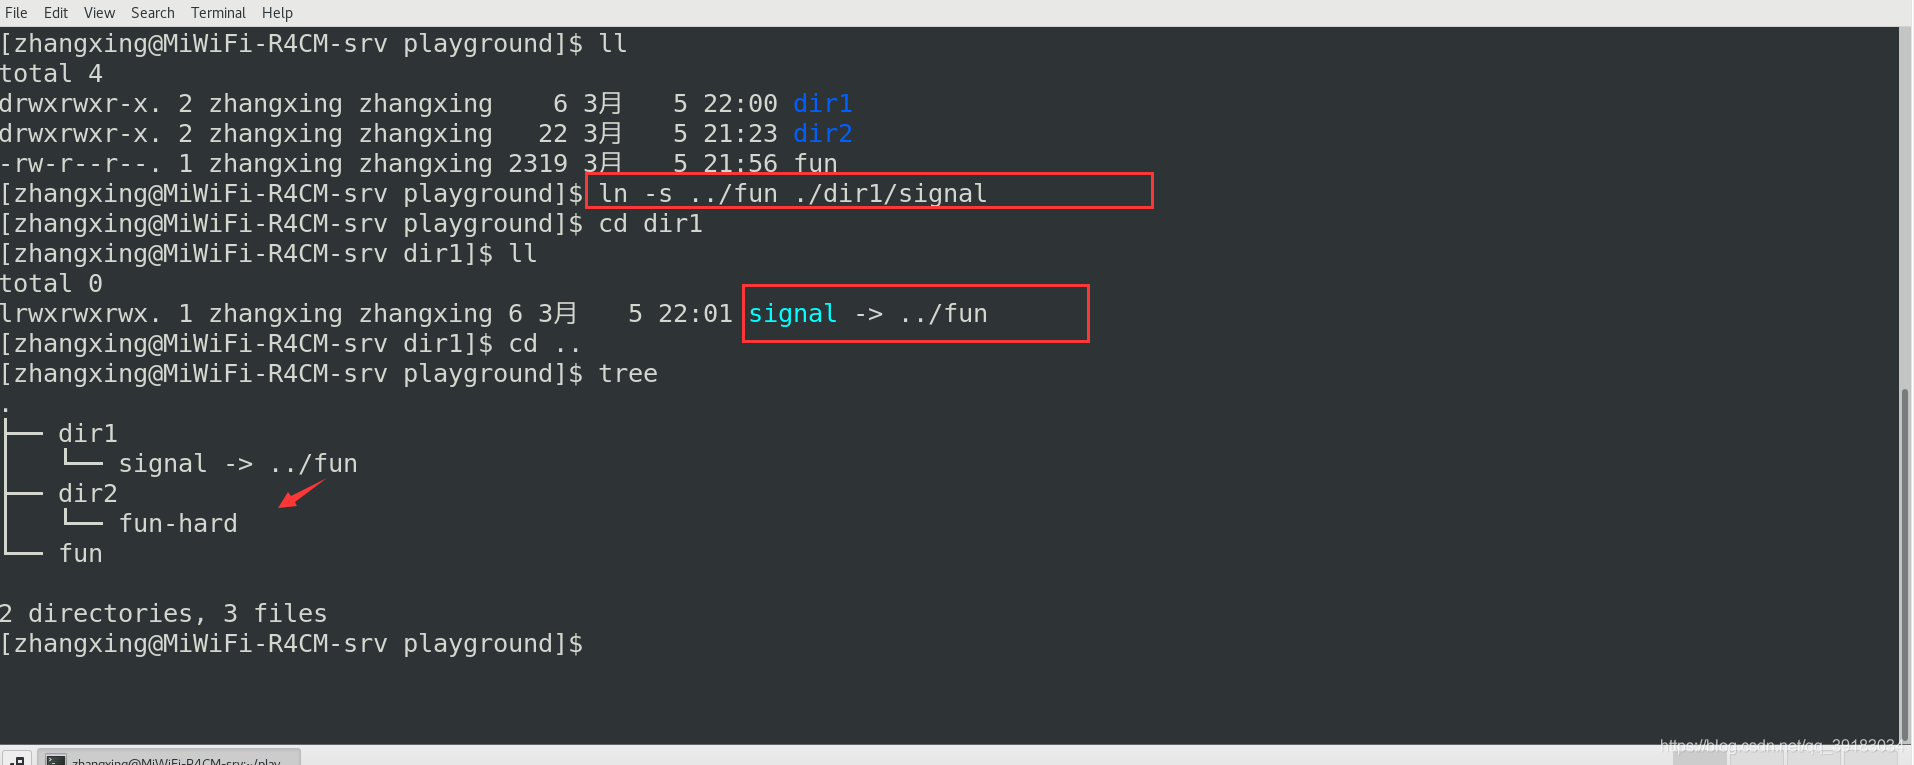 File Edit View Search Terminal Help
[zhangxing@MiWiFi-R4CM-srv playground]$ ll
total 4
drwxrwxr-x. 2 zhangxing zhangxing    6 3月   5 22:00 dir1
drwxrwxr-x. 2 zhangxing zhangxing   22 3月   5 21:23 dir2
-rw-r--r--. 1 zhangxing zhangxing 2319 3月   5 21:56 fun
[zhangxing@MiWiFi-R4CM-srv playground]$ ln -s ../fun ./dir1/signal
[zhangxing@MiWiFi-R4CM-srv playground]$ cd dir1
[zhangxing@MiWiFi-R4CM-srv dir1]$ ll
total 0
lrwxrwxrwx. 1 zhangxing zhangxing 6 3月   5 22:01 signal -> ../fun
[zhangxing@MiWiFi-R4CM-srv dir1]$ cd ..
[zhangxing@MiWiFi-R4CM-srv playground]$ tree
.
├── dir1
│   └── signal -> ../fun
├── dir2
│   └── fun-hard
└── fun

2 directories, 3 files
[zhangxing@MiWiFi-R4CM-srv playground]$
https://blog.csdn.net/qq_39183034
zhangxing@MiWiFi-R4CM-srv:~/play